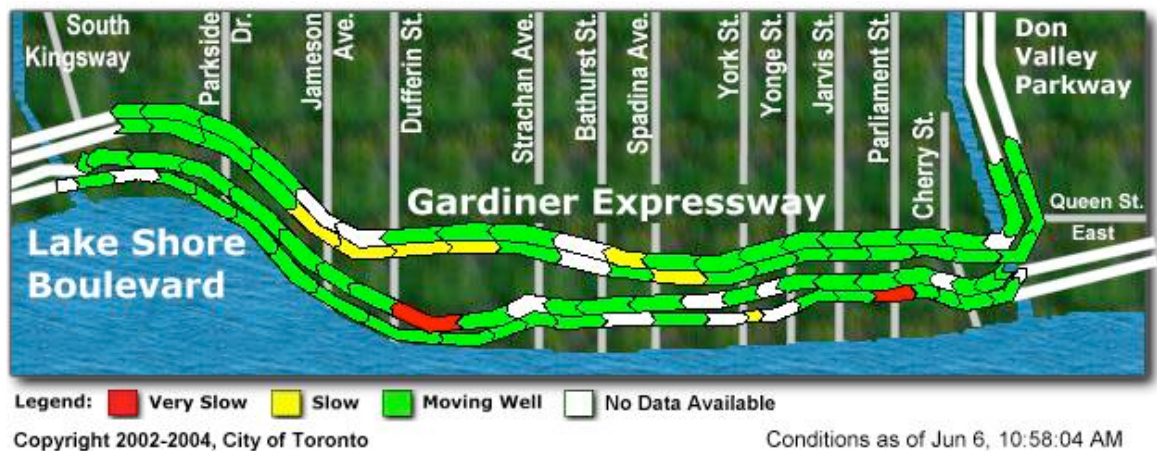 South
Kingsway
Parkside
Dr.
Jameson
Ave.
Dufferin St.
Strachan Ave.
Bathurst St.
Spadina Ave.
York St.
Yonge St.
Jarvis St.
Parliament St.
Cherry St.
Don
Valley
Parkway
Gardiner Expressway
Queen St.
East
Lake Shore
Boulevard
Legend: Very Slow Slow Moving Well No Data Available
Copyright 2002-2004, City of Toronto Conditions as of Jun 6, 10:58:04 AM